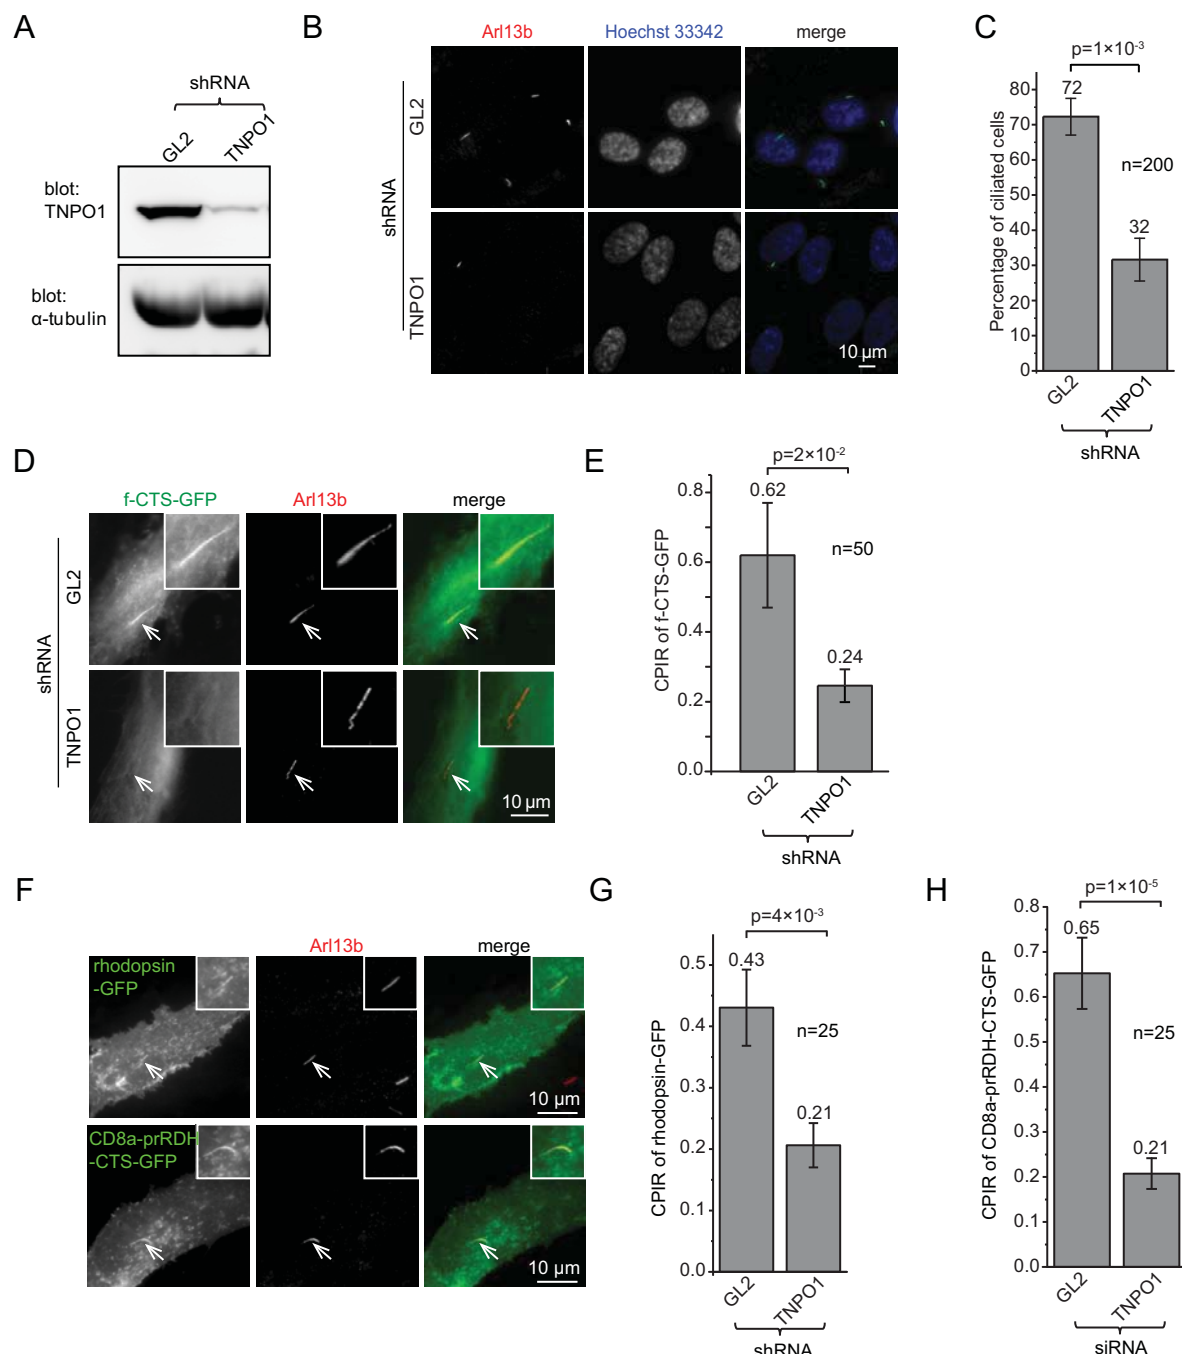 A
shRNA
GL2
TNPO1
blot:
TNPO1
blot:
α-tubulin
B
Arl13b
Hoechst 33342
merge
shRNA
GL2
TNPO1
10 µm
C
p=1×10-3
Percentage of ciliated cells
80
70
60
50
40
30
20
10
0
72
32
n=200
GL2
TNPO1
shRNA
D
f-CTS-GFP
Arl13b
merge
shRNA
GL2
TNPO1
10 µm
E
p=2×10-2
CPIR of f-CTS-GFP
0.8
0.6
0.4
0.2
0.0
0.62
0.24
n=50
GL2
TNPO1
shRNA
F
Arl13b
merge
rhodopsin
-GFP
10 µm
CD8a-prRDH
-CTS-GFP
10 µm
G
p=4×10-3
CPIR of rhodopsin-GFP
0.5
0.4
0.3
0.2
0.1
0.0
0.43
0.21
n=25
GL2
TNPO1
shRNA
H
p=1×10-5
CPIR of CD8a-prRDH-CTS-GFP
0.8
0.7
0.6
0.5
0.4
0.3
0.2
0.1
0.0
0.65
0.21
n=25
GL2
TNPO1
siRNA